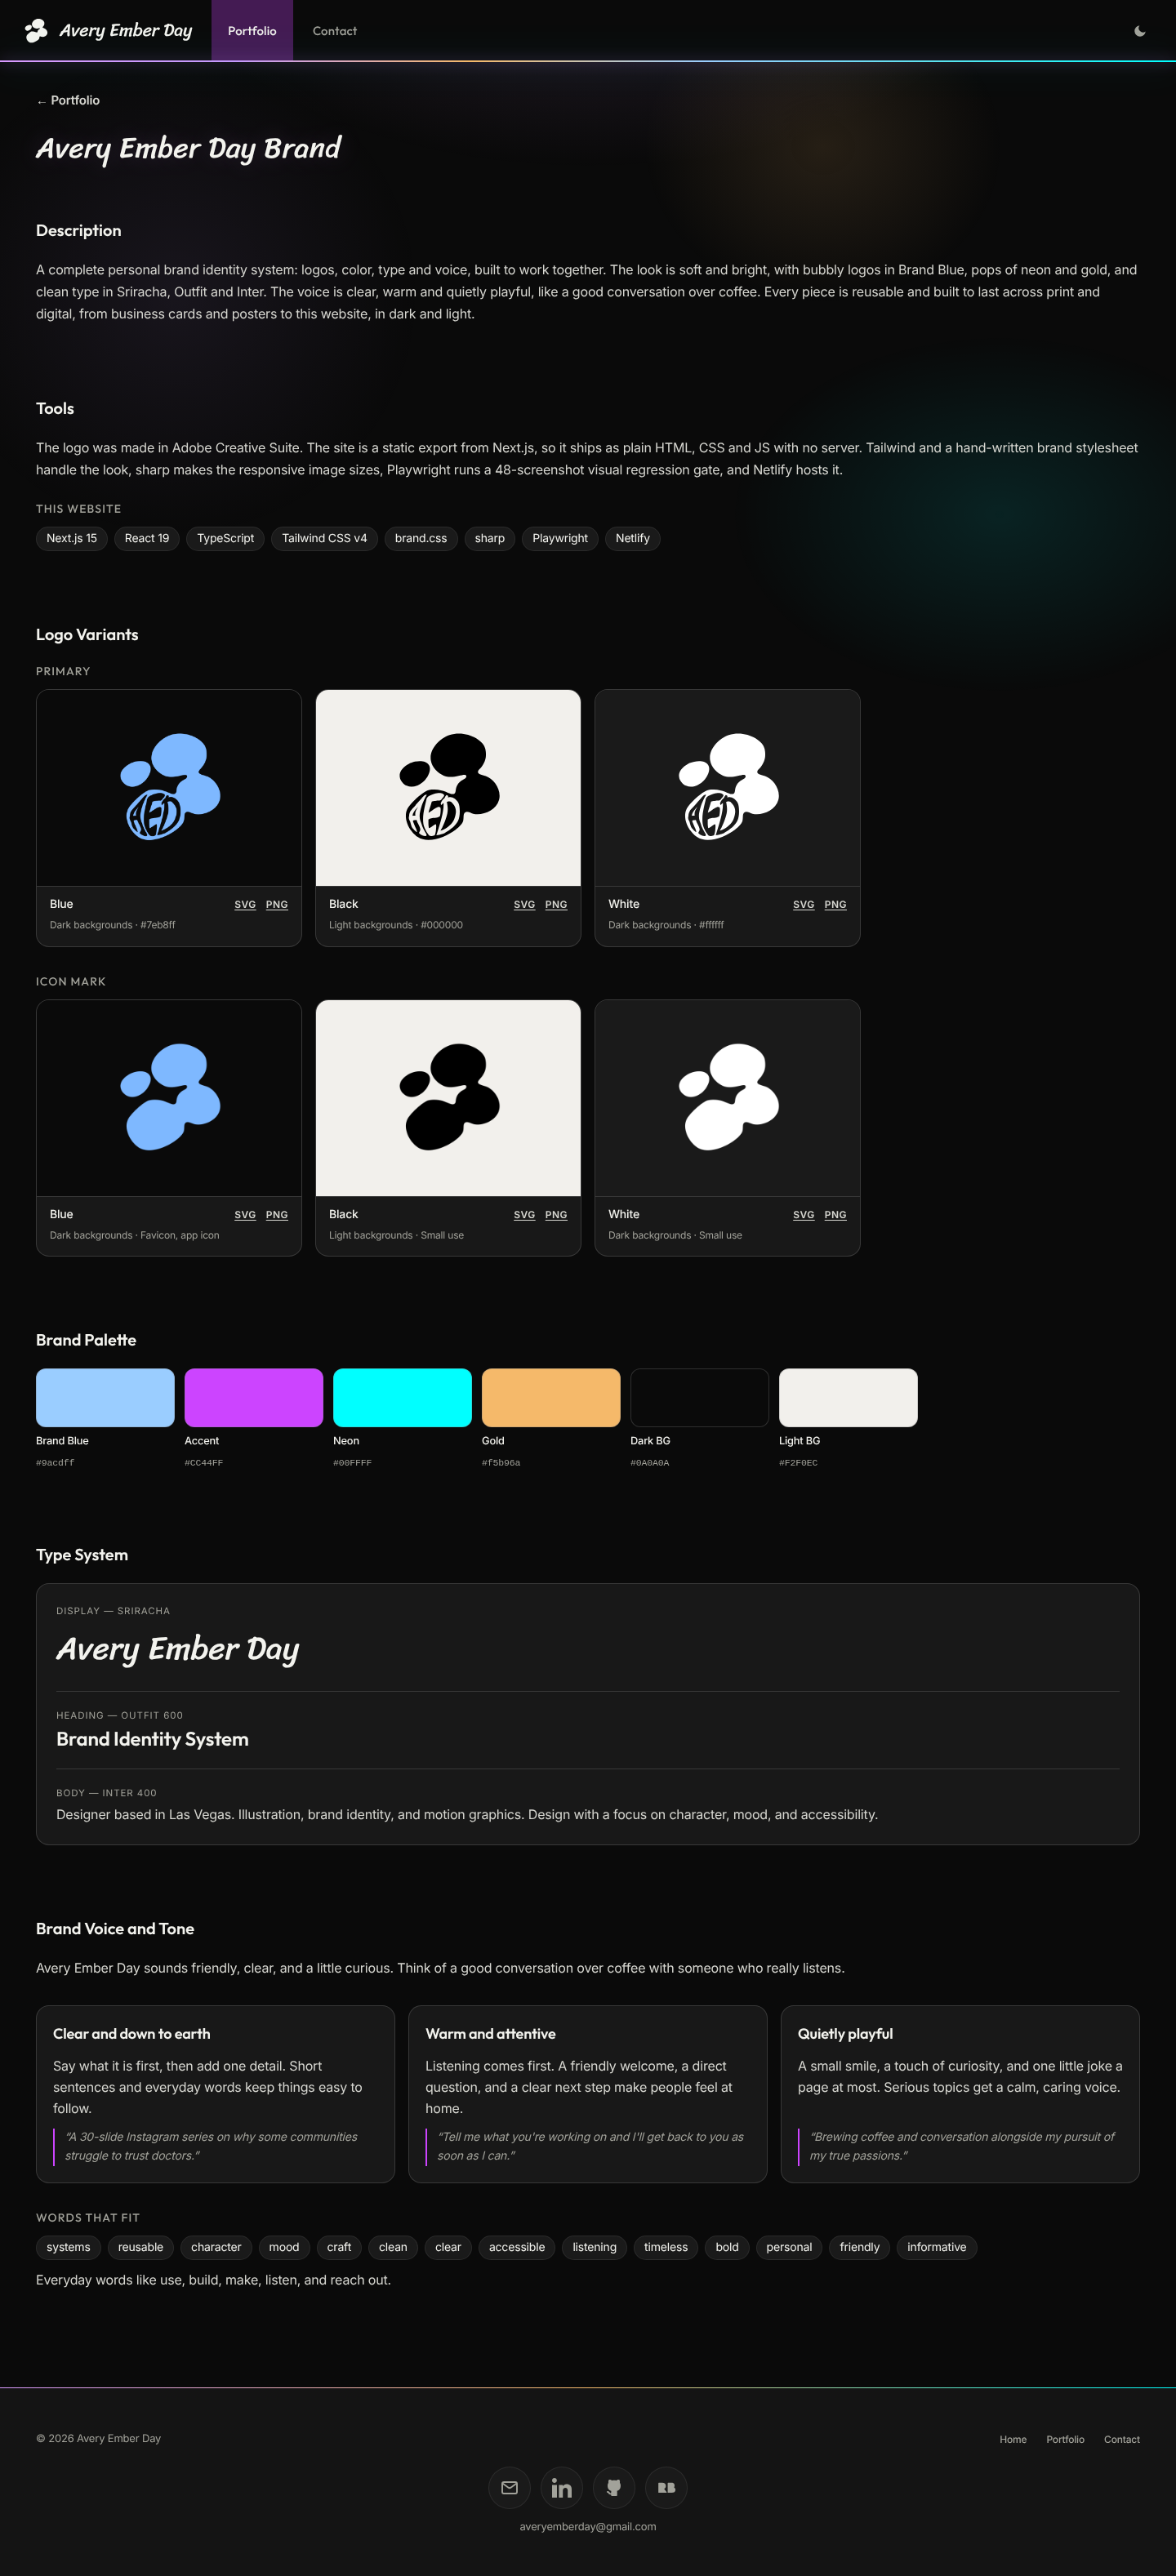 Avery Ember Day
Portfolio
Contact
← Portfolio
Avery Ember Day Brand
Description
A complete personal brand identity system: logos, color, type and voice, built to work together. The look is soft and bright, with bubbly logos in Brand Blue, pops of neon and gold, and
clean type in Sriracha, Outfit and Inter. The voice is clear, warm and quietly playful, like a good conversation over coffee. Every piece is reusable and built to last across print and
digital, from business cards and posters to this website, in dark and light.
Tools
The logo was made in Adobe Creative Suite. The site is a static export from Next.js, so it ships as plain HTML, CSS and JS with no server. Tailwind and a hand-written brand stylesheet
handle the look, sharp makes the responsive image sizes, Playwright runs a 48-screenshot visual regression gate, and Netlify hosts it.
THIS WEBSITE
Next.js 15 React 19 TypeScript Tailwind CSS v4 brand.css sharp Playwright Netlify
Logo Variants
PRIMARY
AED AED AED
Blue SVG PNG
Dark backgrounds · #7eb8ff
Black SVG PNG
Light backgrounds · #000000
White SVG PNG
Dark backgrounds · #ffffff
ICON MARK
Blue SVG PNG
Dark backgrounds · Favicon, app icon
Black SVG PNG
Light backgrounds · Small use
White SVG PNG
Dark backgrounds · Small use
Brand Palette
Brand Blue
#9acdff
Accent
#CC44FF
Neon
#00FFFF
Gold
#f5b96a
Dark BG
#0A0A0A
Light BG
#F2F0EC
Type System
DISPLAY — SRIRACHA
Avery Ember Day
HEADING — OUTFIT 600
Brand Identity System
BODY — INTER 400
Designer based in Las Vegas. Illustration, brand identity, and motion graphics. Design with a focus on character, mood, and accessibility.
Brand Voice and Tone
Avery Ember Day sounds friendly, clear, and a little curious. Think of a good conversation over coffee with someone who really listens.
Clear and down to earth
Say what it is first, then add one detail. Short
sentences and everyday words keep things easy to
follow.
“A 30-slide Instagram series on why some communities
struggle to trust doctors.”
Warm and attentive
Listening comes first. A friendly welcome, a direct
question, and a clear next step make people feel at
home.
“Tell me what you're working on and I'll get back to you as
soon as I can.”
Quietly playful
A small smile, a touch of curiosity, and one little joke a
page at most. Serious topics get a calm, caring voice.
“Brewing coffee and conversation alongside my pursuit of
my true passions.”
WORDS THAT FIT
systems reusable character mood craft clean clear accessible listening timeless bold personal friendly informative
Everyday words like use, build, make, listen, and reach out.
© 2026 Avery Ember Day
Home Portfolio Contact
in
RB
averyemberday@gmail.com